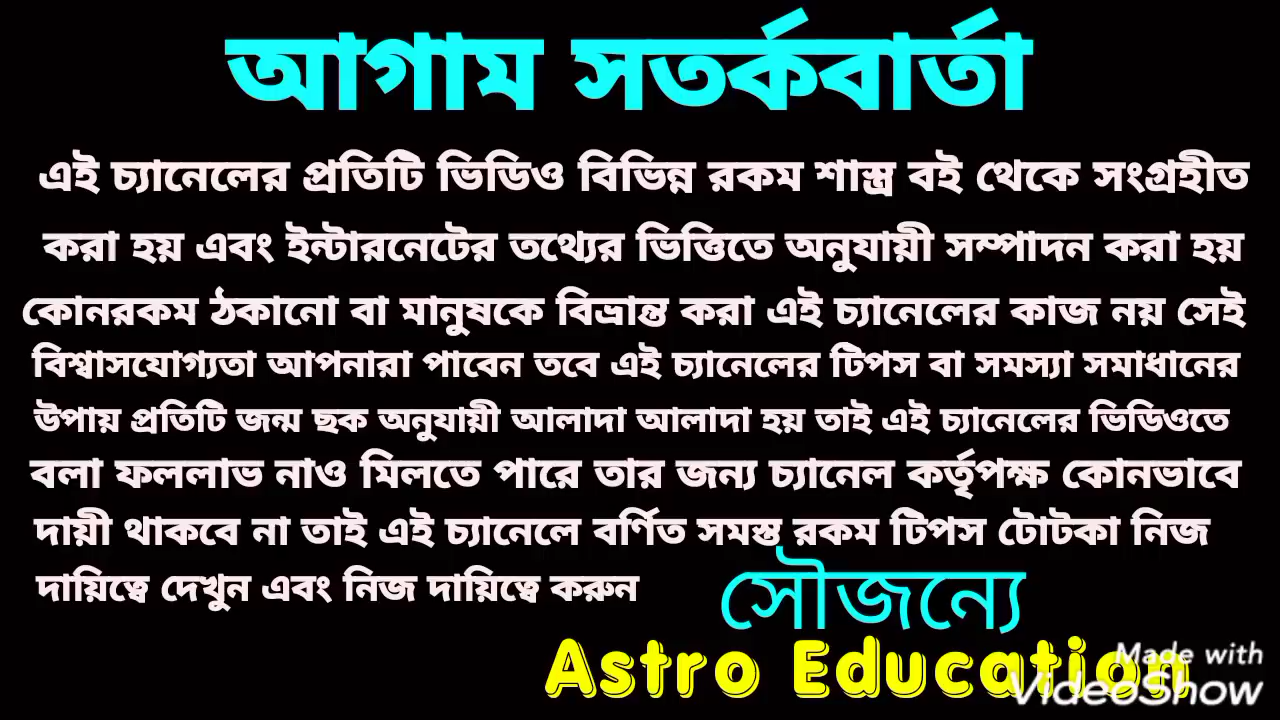 আগাম সতর্কবার্তা
এই চ্যানেলের প্রতিটি ভিডিও বিভিন্ন রকম শাস্ত্র বই থেকে সংগ্রহীত
করা হয় এবং ইন্টারনেটের তথ্যের ভিত্তিতে অনুযায়ী সম্পাদন করা হয়
কোনরকম ঠকানো বা মানুষকে বিভ্রান্ত করা এই চ্যানেলের কাজ নয় সেই
বিশ্বাসযোগ্যতা আপনারা পাবেন তবে এই চ্যানেলের টিপস বা সমস্যা সমাধানের
উপায় প্রতিটি জন্ম ছক অনুযায়ী আলাদা আলাদা হয় তাই এই চ্যানেলের ভিডিওতে
বলা ফললাভ নাও মিলতে পারে তার জন্য চ্যানেল কর্তৃপক্ষ কোনভাবে
দায়ী থাকবে না তাই এই চ্যানেলে বর্ণিত সমস্ত রকম টিপস টোটকা নিজ
দায়িত্বে দেখুন এবং নিজ দায়িত্বে করুন
সৌজন্যে
Astro Education
Made with
VideoShow